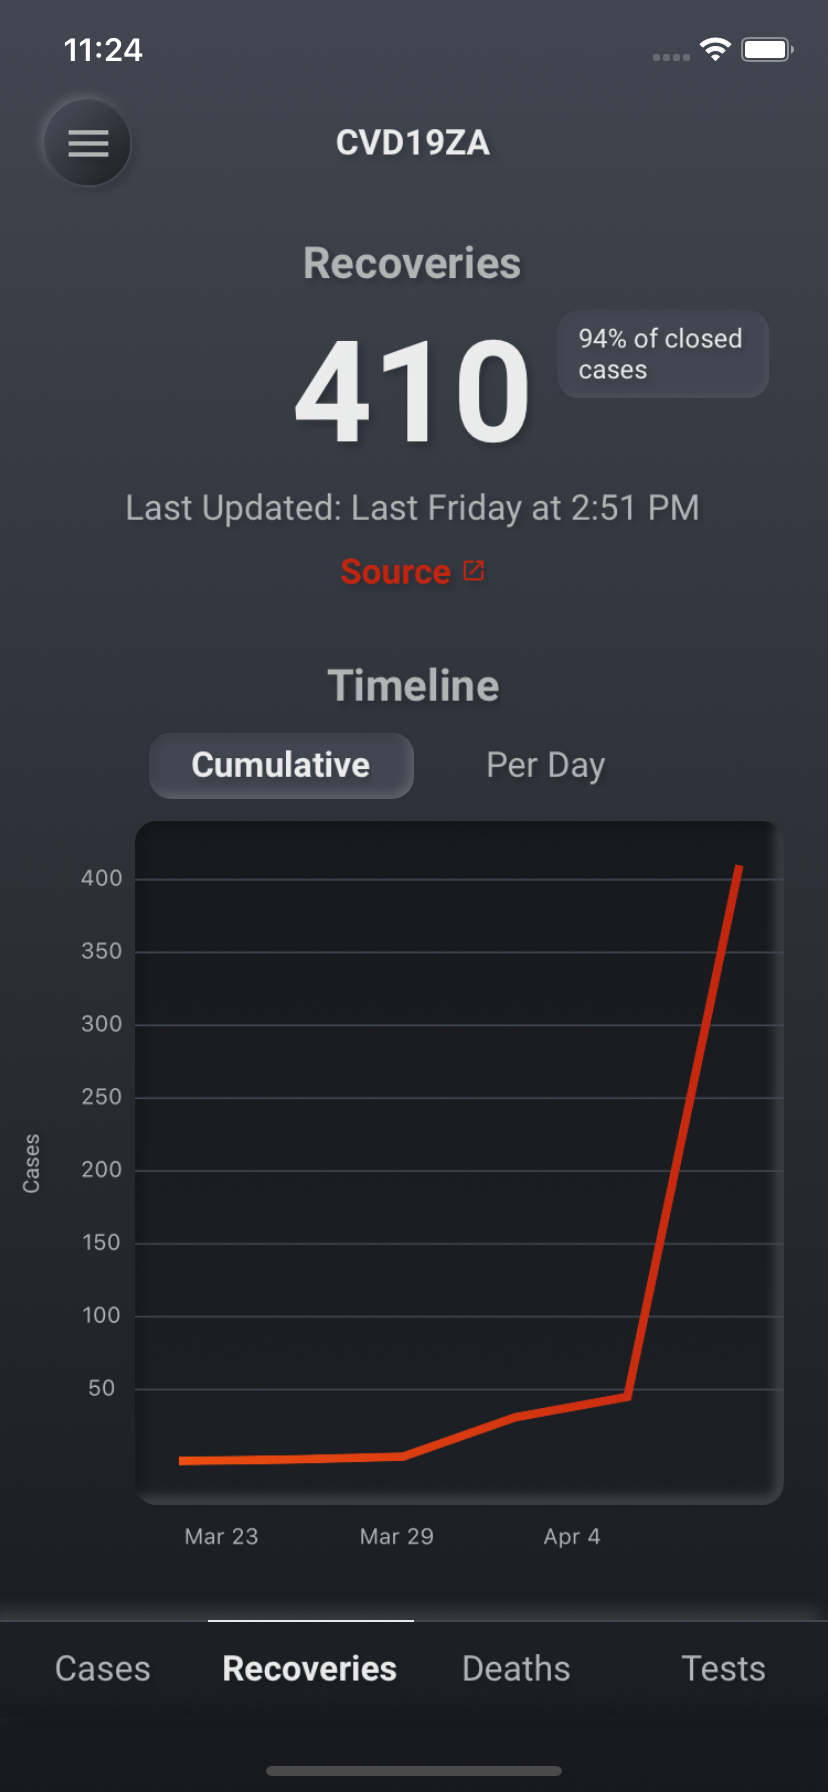 11:24
CVD19ZA
Recoveries
410
94% of closed
cases
Last Updated: Last Friday at 2:51 PM
Source
Timeline
Cumulative
Per Day
400
350
300
250
200
150
100
50
Cases
Mar 23
Mar 29
Apr 4
Cases
Recoveries
Deaths
Tests